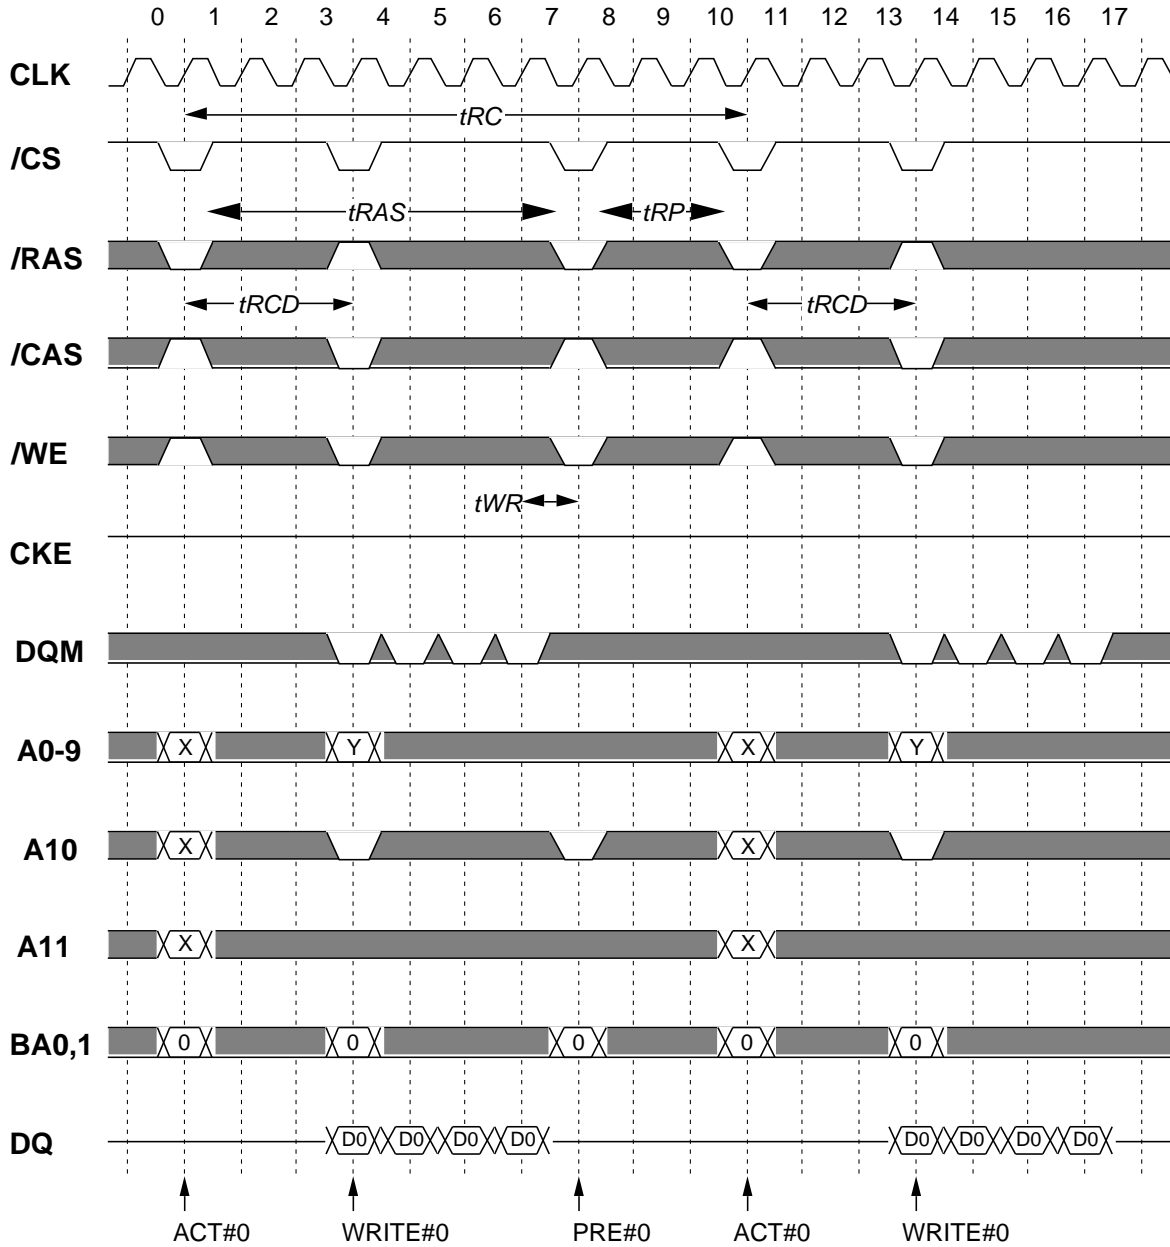 0 1 2 3 4 5 6 7 8 9 10 11 12 13 14 15 16 17
CLK
tRC
/CS
tRAS tRP
/RAS
tRCD tRCD
/CAS
/WE
tWR
CKE
DQM
A0-9 X Y X Y
A10 X X
A11 X X
BA0,1 0 0 0 0 0
DQ D0 D0 D0 D0 D0 D0 D0 D0
ACT#0 WRITE#0 PRE#0 ACT#0 WRITE#0